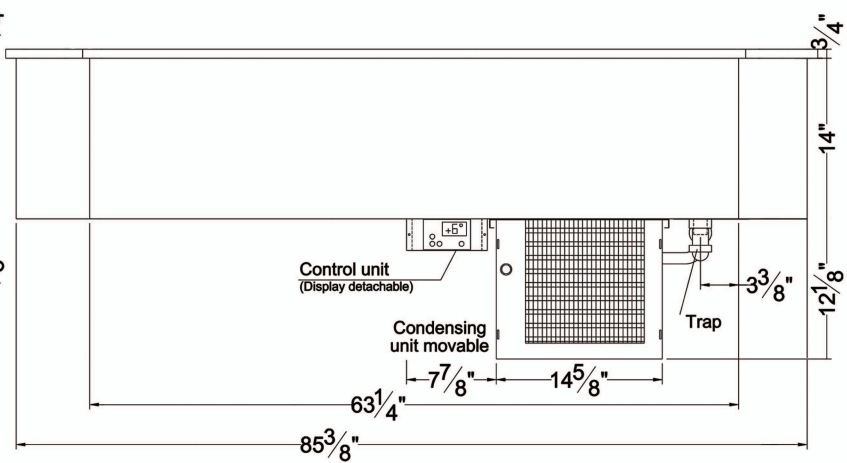 3/4"
14"
Control unit
(Display detachable)
3 3/8"
12 1/8"
Trap
Condensing
unit movable
7 7/8"
14 5/8"
63 1/4"
85 3/8"